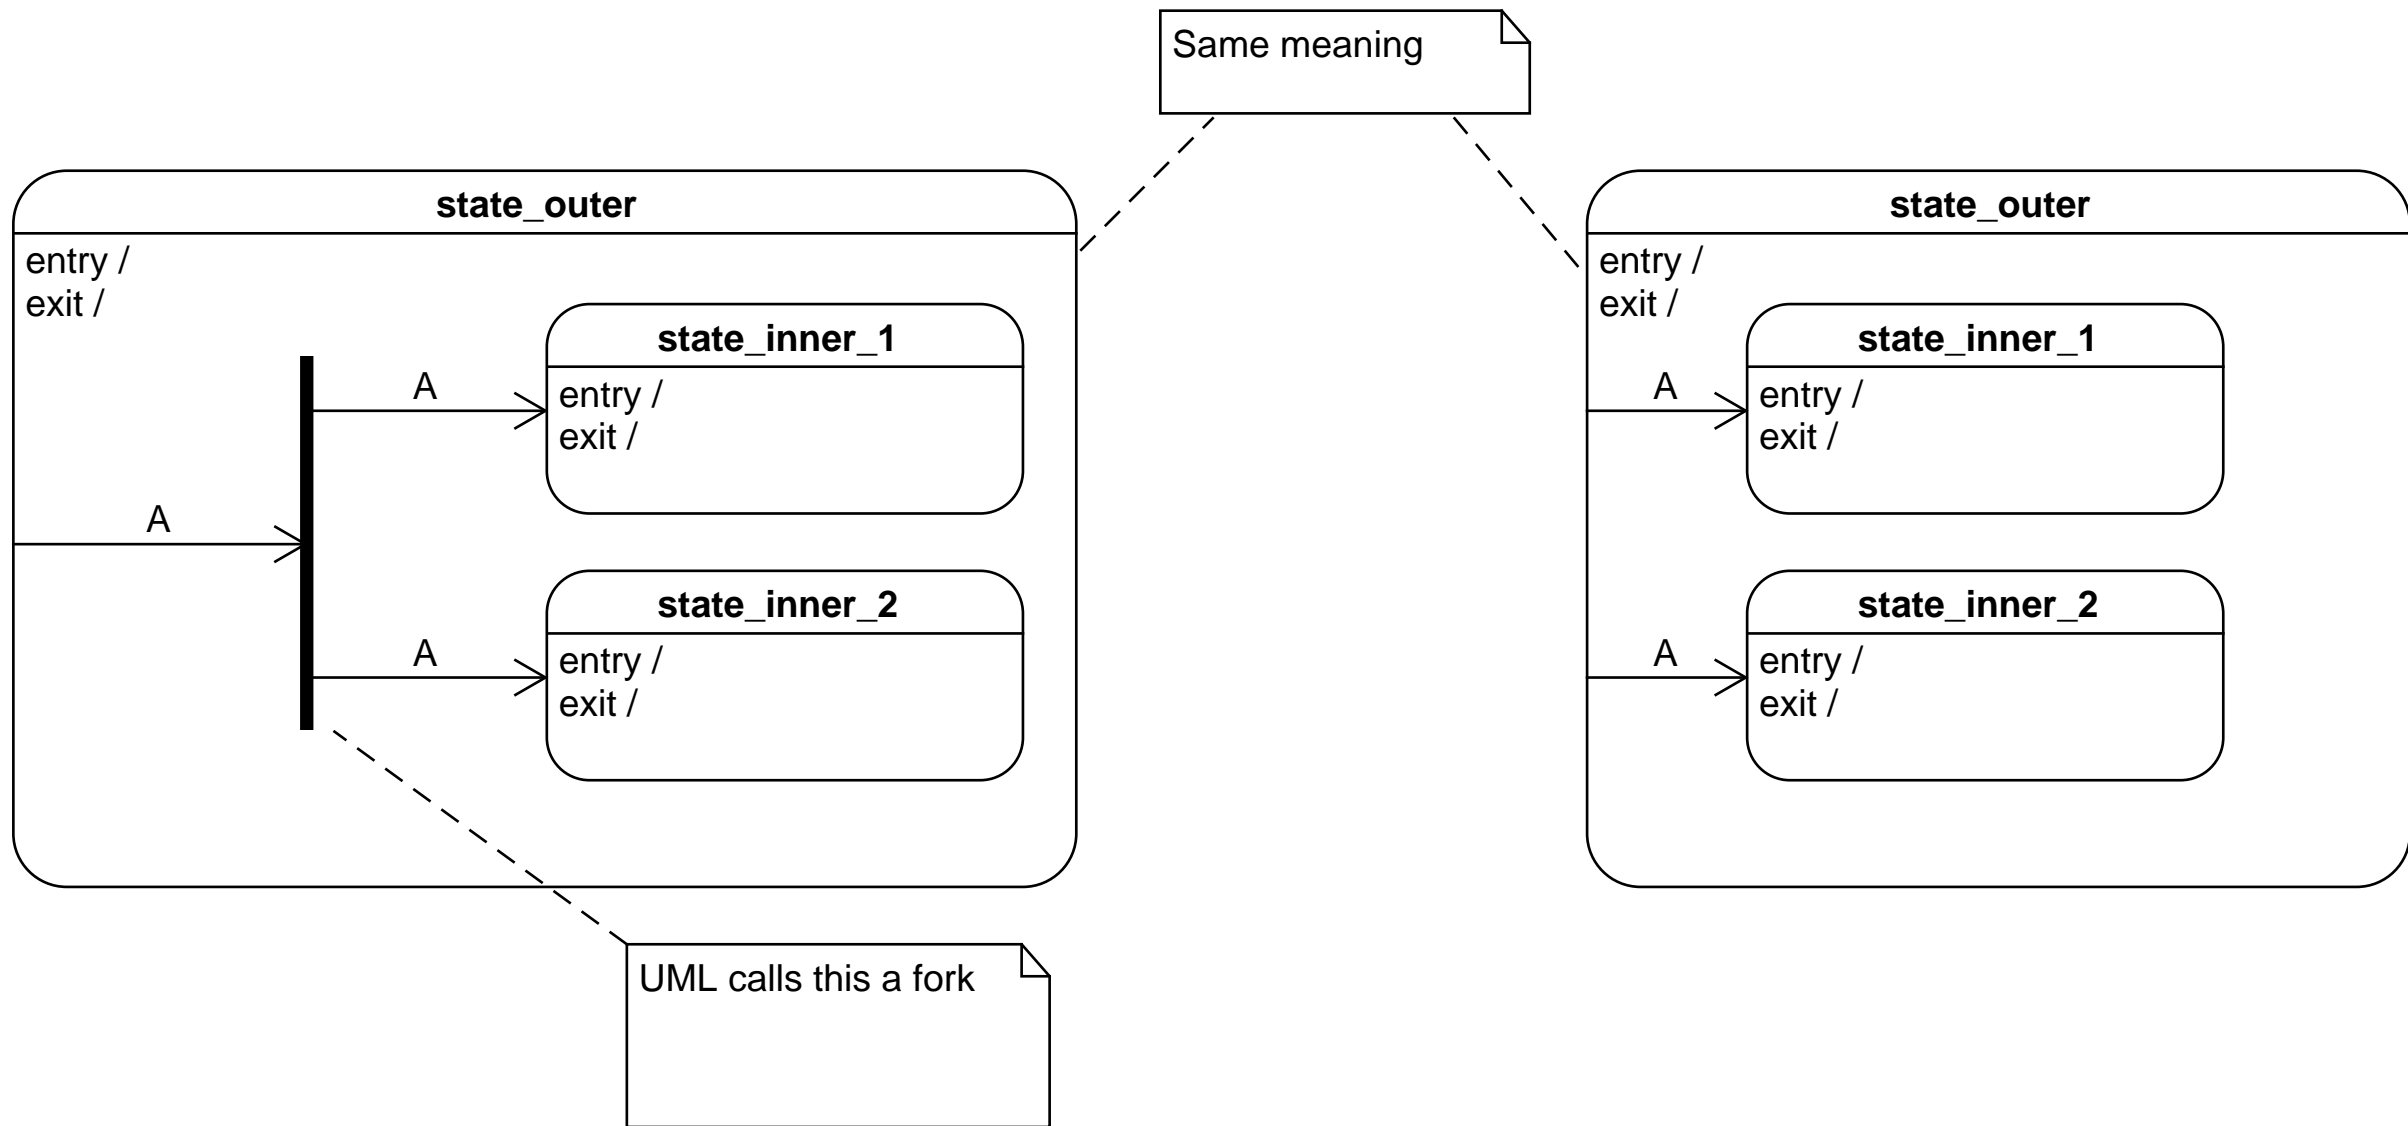 Same meaning
state_outer
entry /
exit /
state_inner_1
A
entry /
exit /
A
state_inner_2
A
entry /
exit /
UML calls this a fork
state_outer
entry /
exit /
state_inner_1
A
entry /
exit /
state_inner_2
A
entry /
exit /